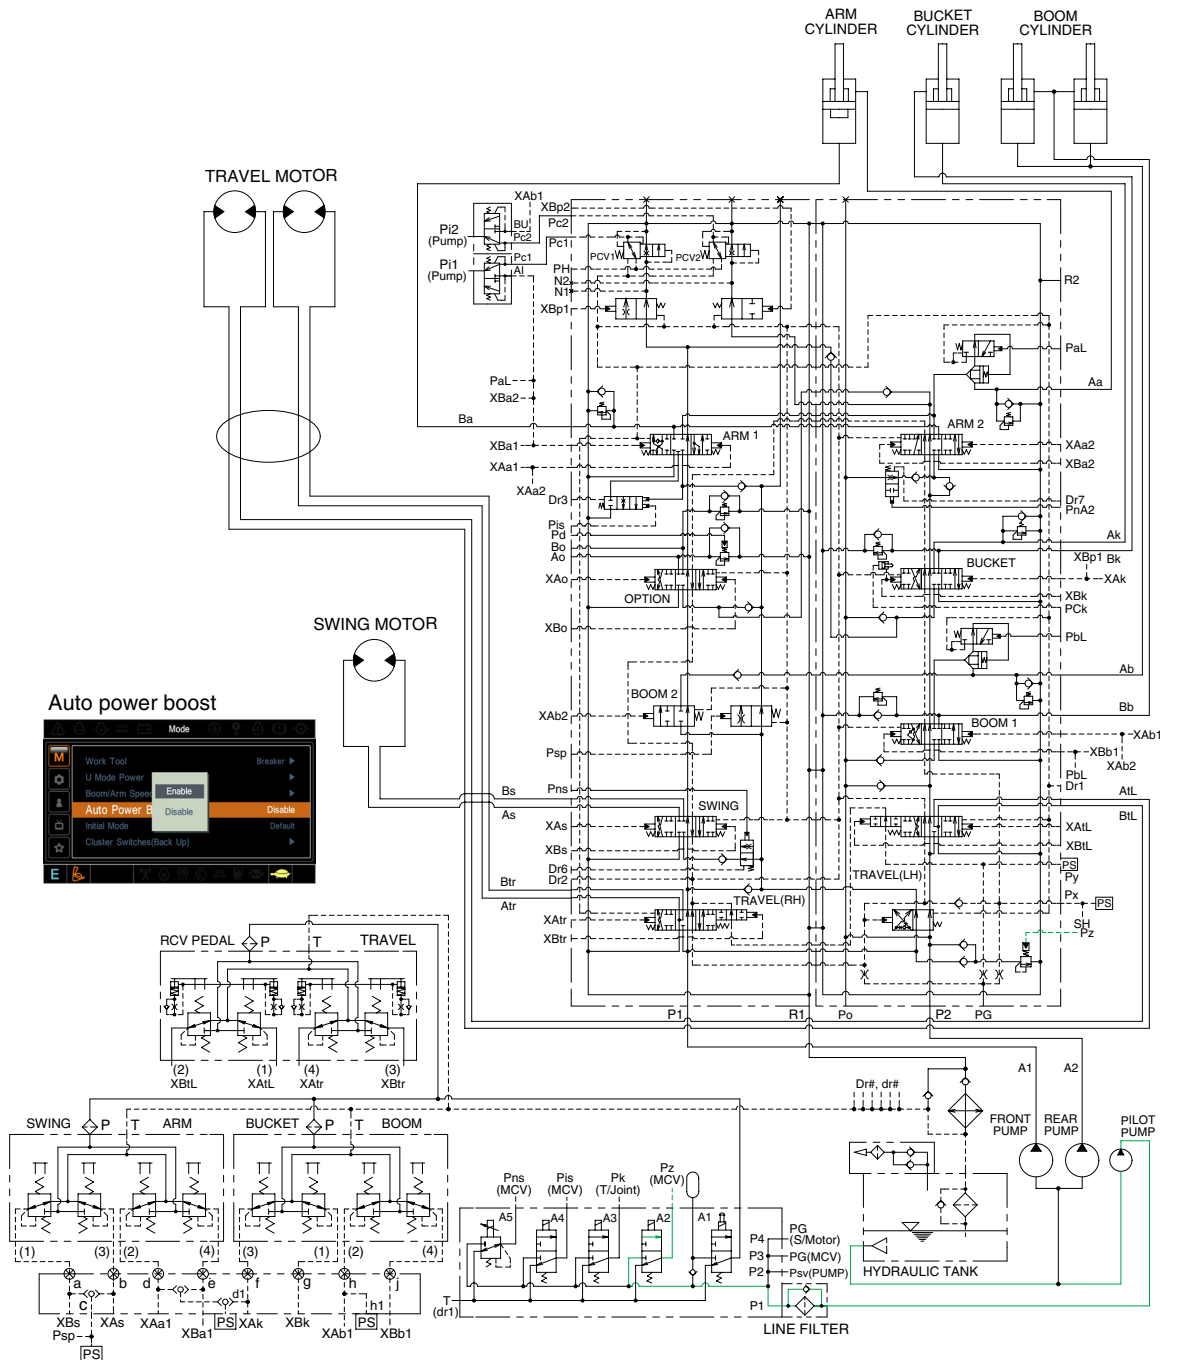 ARM
CYLINDER
BUCKET
CYLINDER
BOOM
CYLINDER
TRAVEL MOTOR
XAb1
XBp2
Pi2
(Pump)
BU
Pc2
Pc2
Pc1
Pc1
Pi1
(Pump)
AI
PCV1
PCV2
PH
N2
N1
R2
XBp1
PaL
PaL
XBa2
Aa
Ba
ARM 1
ARM 2
XBa1
XAa1
XAa2
XAa2
XBa2
Dr3
Dr7
PnA2
Pis
Pd
Bo
Ao
Ak
XBp1
Bk
XAo
OPTION
BUCKET
XAk
XBk
PCk
XBo
SWING MOTOR
PbL
Ab
BOOM 2
XAb2
Bb
BOOM 1
XAb1
XBb1
XAb2
Psp
PbL
Dr1
Pns
AtL
Bs
As
SWING
BtL
XAs
XAtL
XBs
XBtL
Dr6
Dr2
TRAVEL(LH)
PS
Py
Btr
Atr
TRAVEL(RH)
Px
PS
XAtr
SH
XBtr
Pz
Auto power boost
Mode
M
Work Tool
Breaker
U Mode Power
Boom/Arm Speed
Enable
Auto Power B
Disable
Disable
Initial Mode
Default
Cluster Switches(Back Up)
E
RCV PEDAL
P
T
TRAVEL
P1
R1
Po
P2
PG
(2)
(1)
(4)
(3)
XBtL
XAtL
XAtr
XBtr
A1
A2
Dr#, dr#
SWING
P
T
ARM
BUCKET
P
T
BOOM
FRONT
PUMP
REAR
PUMP
PILOT
PUMP
Pns
(MCV)
Pis
(MCV)
Pk
(T/Joint)
Pz
(MCV)
A5
A4
A3
A2
A1
PG
(S/Motor)
P4
P3
PG(MCV)
P2
Psv(PUMP)
P1
T
(dr1)
LINE FILTER
HYDRAULIC TANK
(1)
(3)
(2)
(4)
(3)
(1)
(2)
(4)
a
b
d
e
f
g
h
j
c
d1
h1
XBs
XAs
XAa1
XBa1
PS
XAk
XBk
XAb1
PS
XBb1
Psp
PS